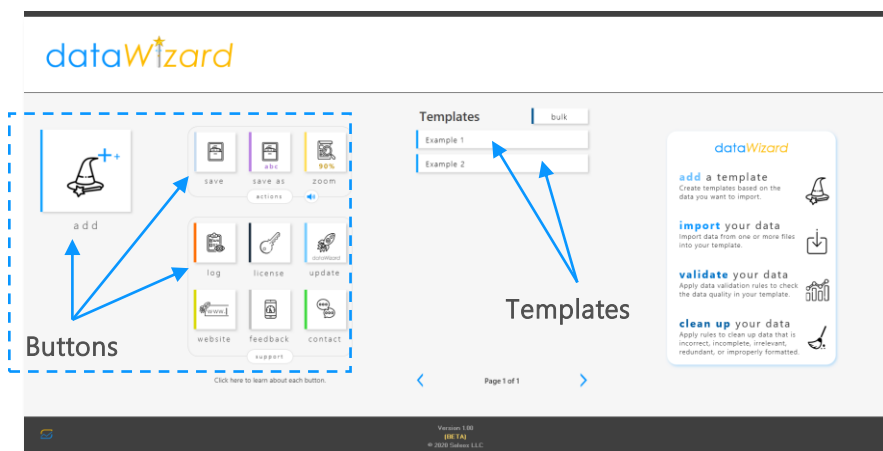 dataWizard
add
save
save as
abc
zoom
90%
actions
log
license
update
dataWizard
website
www.
feedback
contact
support
Buttons
Click here to learn about each button.
Templates
bulk
Example 1
Example 2
Templates
Page 1 of 1
dataWizard
add a template
Create templates based on the
data you want to import.
import your data
Import data from one or more files
into your template.
validate your data
Apply data validation rules to check
the data quality in your template.
clean up your data
Apply rules to clean up data that is
incorrect, incomplete, irrelevant,
redundant, or improperly formatted.
Version 1.00
(BETA)